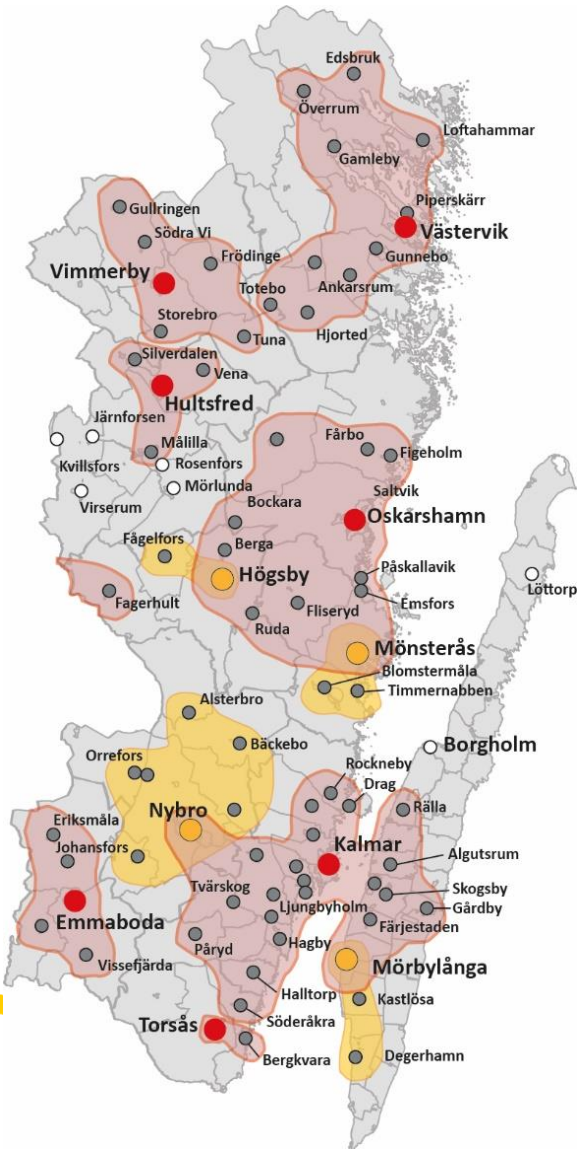 Edsbruk
Överrum
Loftahammar
Gamleby
Piperskärr
Gullringen
Västervik
Södra Vi
Gunnebo
Frödinge
Vimmerby
Totebo
Ankarsrum
Storebro
Hjorted
Tuna
Silverdalen
Vena
Hultsfred
Järnforsen
Målilla
Fårbo
Figeholm
Kvillsfors
Rosenfors
Mörlunda
Saltvik
Virserum
Bockara
Oskarshamn
Fågelfors
Berga
Påskallavik
Högsby
Löttorp
Emsfors
Fagerhult
Fliseryd
Ruda
Mönsterås
Blomstermåla
Timmernabben
Alsterbro
Bäckebo
Borgholm
Orrefors
Rockneby
Drag
Nybro
Rälla
Eriksmåla
Kalmar
Johansfors
Algutsrum
Tvärskog
Skogsby
Ljungbyholm
Gårdby
Emmaboda
Färjestaden
Påryd
Hagby
Vissefjärda
Mörbylånga
Halltorp
Kastlösa
Söderåkra
Torsås
Bergkvara
Degerhamn